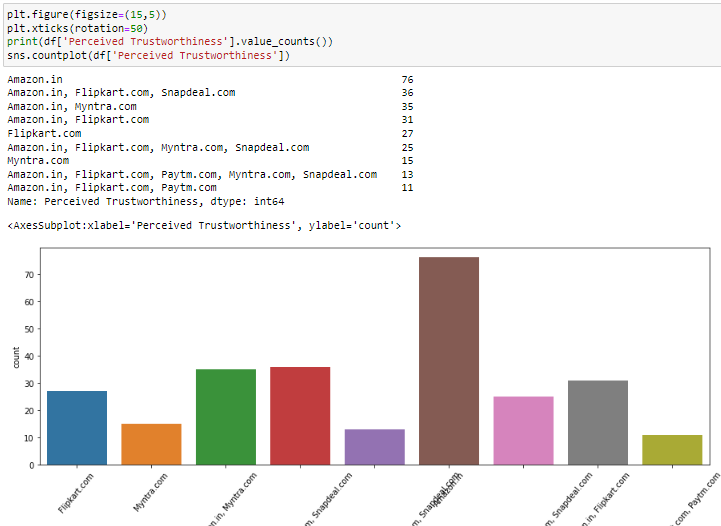 plt.figure(figsize=(15,5))
plt.xticks(rotation=50)
print(df['Perceived Trustworthiness'].value_counts())
sns.countplot(df['Perceived Trustworthiness'])
Amazon.in 76
Amazon.in, Flipkart.com, Snapdeal.com 36
Amazon.in, Myntra.com 35
Amazon.in, Flipkart.com 31
Flipkart.com 27
Amazon.in, Flipkart.com, Myntra.com, Snapdeal.com 25
Myntra.com 15
Amazon.in, Flipkart.com, Paytm.com, Myntra.com, Snapdeal.com 13
Amazon.in, Flipkart.com, Paytm.com 11
Name: Perceived Trustworthiness, dtype: int64
<AxesSubplot:xlabel='Perceived Trustworthiness', ylabel='count'>
70
60
50
40
30
20
10
0
count
Flipkart.com
Myntra.com
.in, Myntra.com
, Snapdeal.com
, Snapdeal.com
Amazon.in
, Snapdeal.com
.in, Flipkart.com
.com, Paytm.com